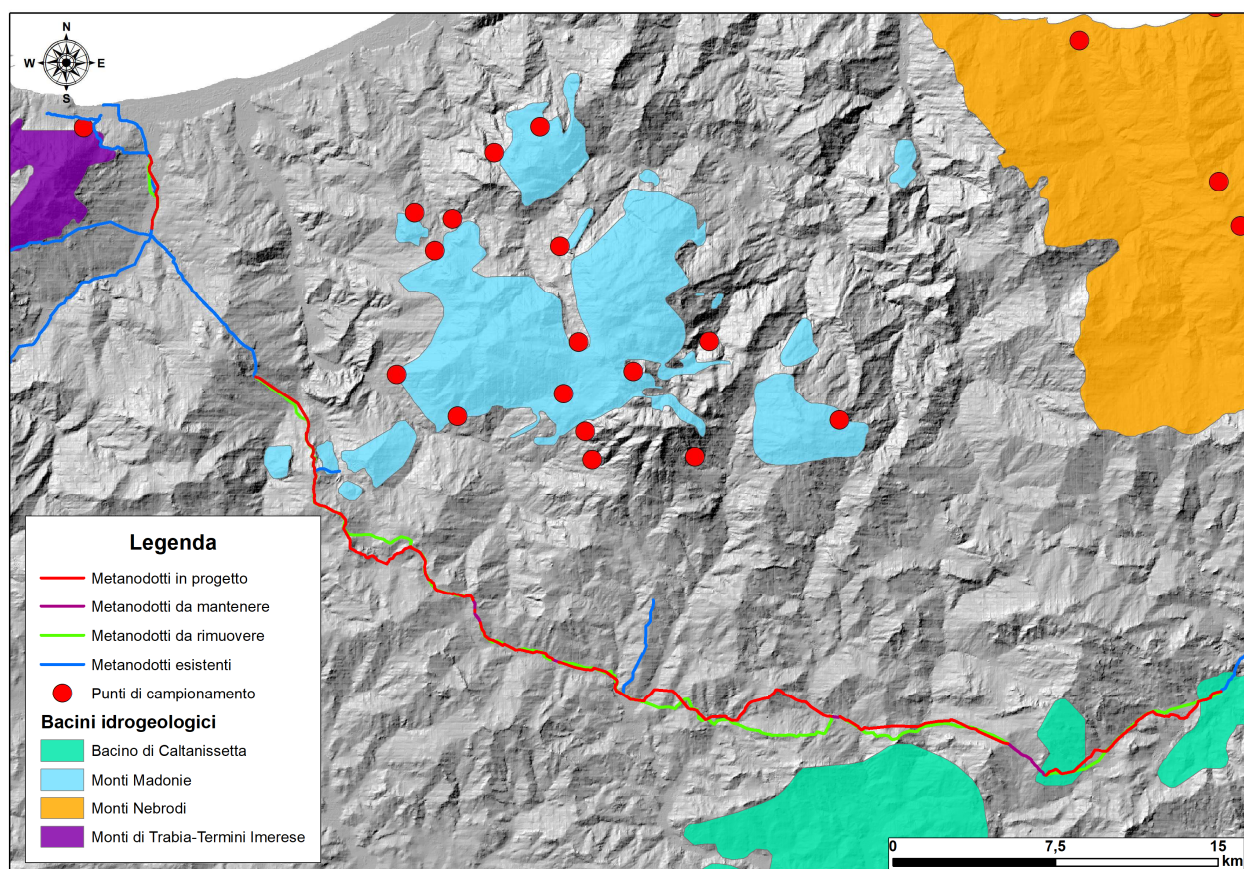 N
W E
S
Legenda
Metanodotti in progetto
Metanodotti da mantenere
Metanodotti da rimuovere
Metanodotti esistenti
Punti di campionamento
Bacini idrogeologici
Bacino di Caltanissetta
Monti Madonie
Monti Nebrodi
Monti di Trabia-Termini Imerese
0 7,5 15
km